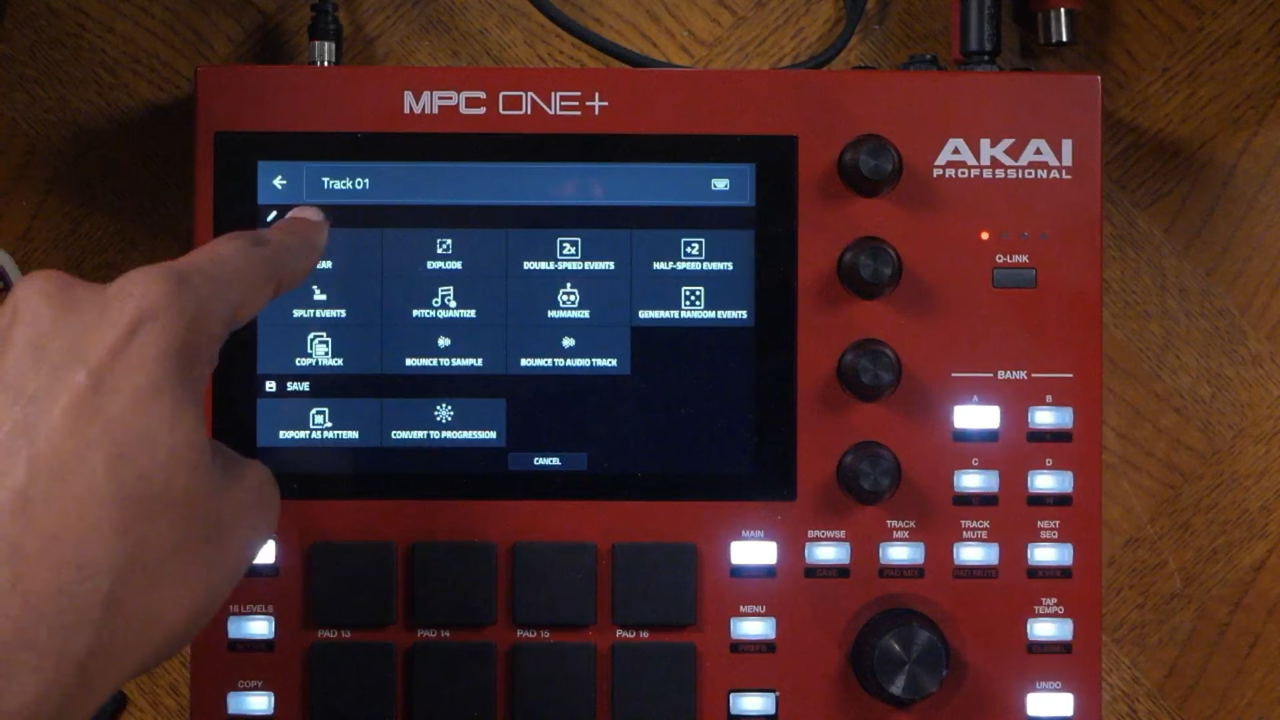 MPC ONE+
AKAI
PROFESSIONAL
Track 01
EXPLODE
DOUBLE-SPEED EVENTS
HALF-SPEED EVENTS
2x
÷2
SPLIT EVENTS
PITCH QUANTIZE
HUMANIZE
GENERATE RANDOM EVENTS
COPY TRACK
BOUNCE TO SAMPLE
BOUNCE TO AUDIO TRACK
SAVE
EXPORT AS PATTERN
CONVERT TO PROGRESSION
CANCEL
Q-LINK
BANK
A
B
C
D
MAIN
BROWSE
TRACK MIX
TRACK MUTE
NEXT SEQ
SAVE
PAD MIX
PAD MUTE
16 LEVELS
PAD 13
PAD 14
PAD 15
PAD 16
MENU
PREFS
TAP TEMPO
COPY
UNDO